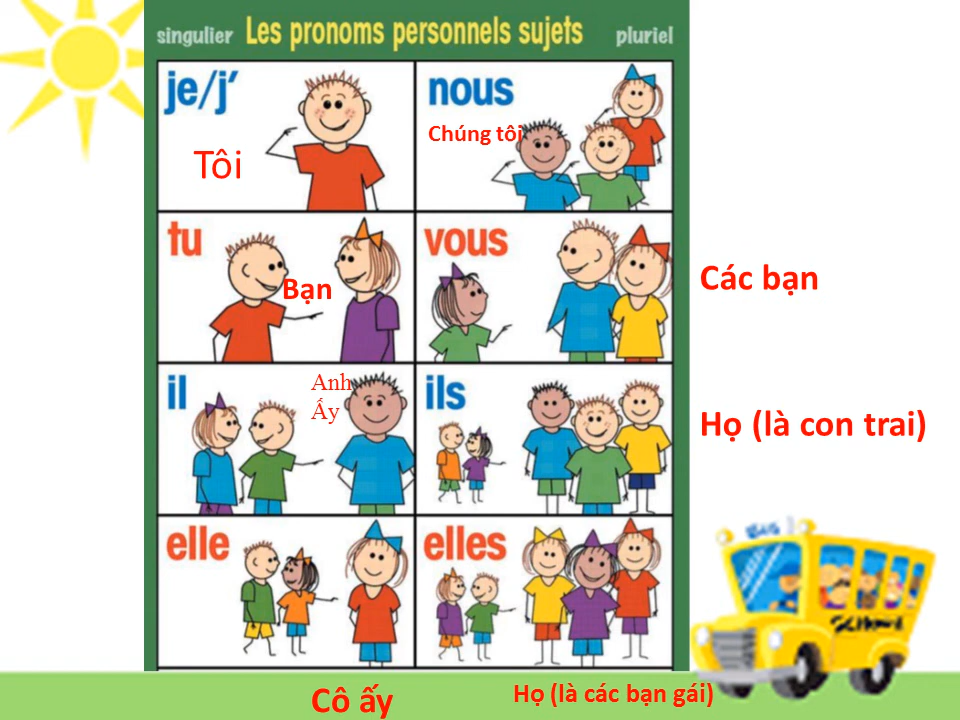 singulier Les pronoms personnels sujets pluriel
je/j'
Tôi
nous
Chúng tôi
tu
Bạn
vous
Các bạn
il
Anh
Ấy
ils
Họ (là con trai)
elle
elles
Cô ấy
Họ (là các bạn gái)